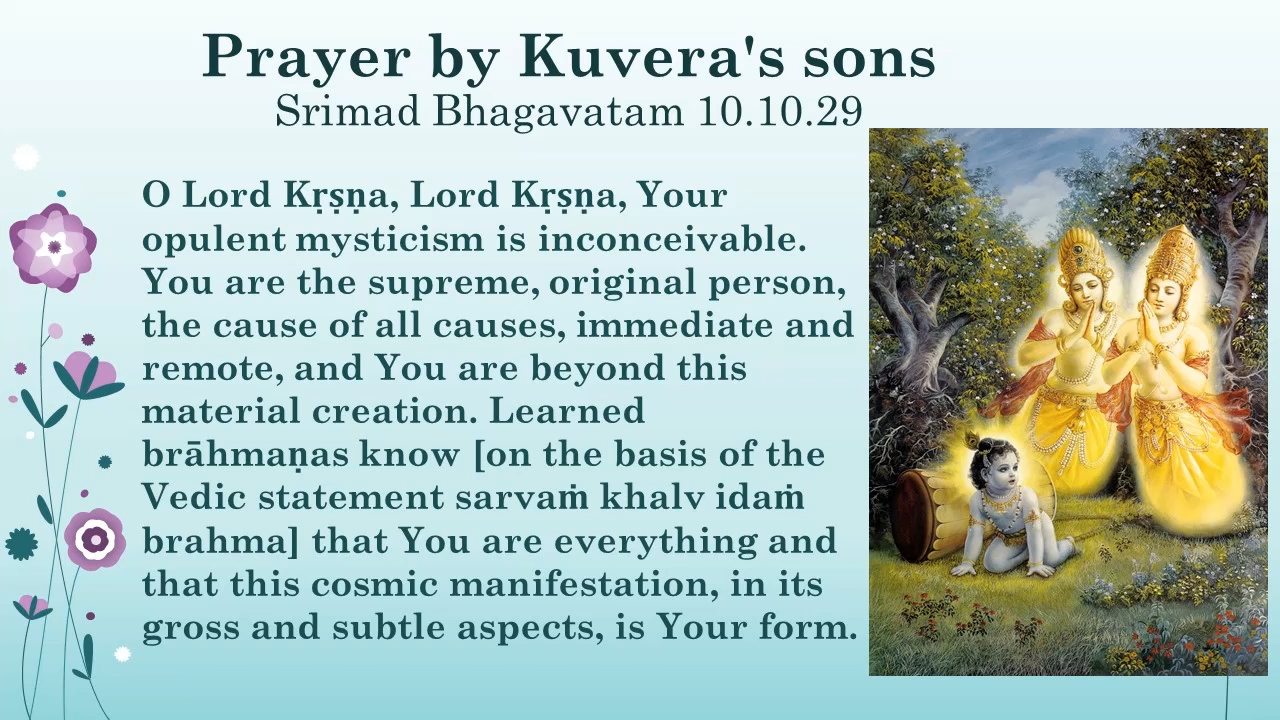 Prayer by Kuvera's sons
Srimad Bhagavatam 10.10.29
O Lord Kṛṣṇa, Lord Kṛṣṇa, Your
opulent mysticism is inconceivable.
You are the supreme, original person,
the cause of all causes, immediate and
remote, and You are beyond this
material creation. Learned
brāhmaṇas know [on the basis of the
Vedic statement sarvaṁ khalv idaṁ
brahma] that You are everything and
that this cosmic manifestation, in its
gross and subtle aspects, is Your form.